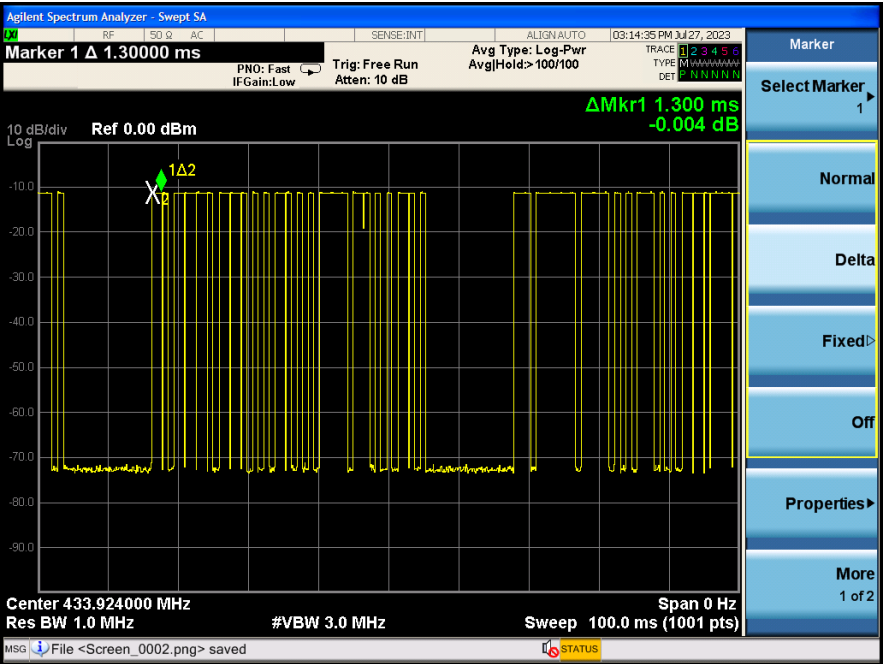 Agilent Spectrum Analyzer - Swept SA
LXI RF 50 Ω AC SENSE:INT ALIGN AUTO 03:14:35 PM Jul 27, 2023
Marker 1 Δ 1.30000 ms
PNO: Fast
IFGain:Low
Trig: Free Run
Atten: 10 dB
Avg Type: Log-Pwr
Avg|Hold:>100/100
TRACE 1 2 3 4 5 6
TYPE M WWWWW
DET P N N N N N
ΔMkr1 1.300 ms
-0.004 dB
10 dB/div Ref 0.00 dBm
Log
1Δ2
X2
-10.0
-20.0
-30.0
-40.0
-50.0
-60.0
-70.0
-80.0
-90.0
Center 433.924000 MHz Span 0 Hz
Res BW 1.0 MHz #VBW 3.0 MHz Sweep 100.0 ms (1001 pts)
MSG File <Screen_0002.png> saved STATUS
Marker
Select Marker
1
Normal
Delta
Fixed
Off
Properties
More
1 of 2